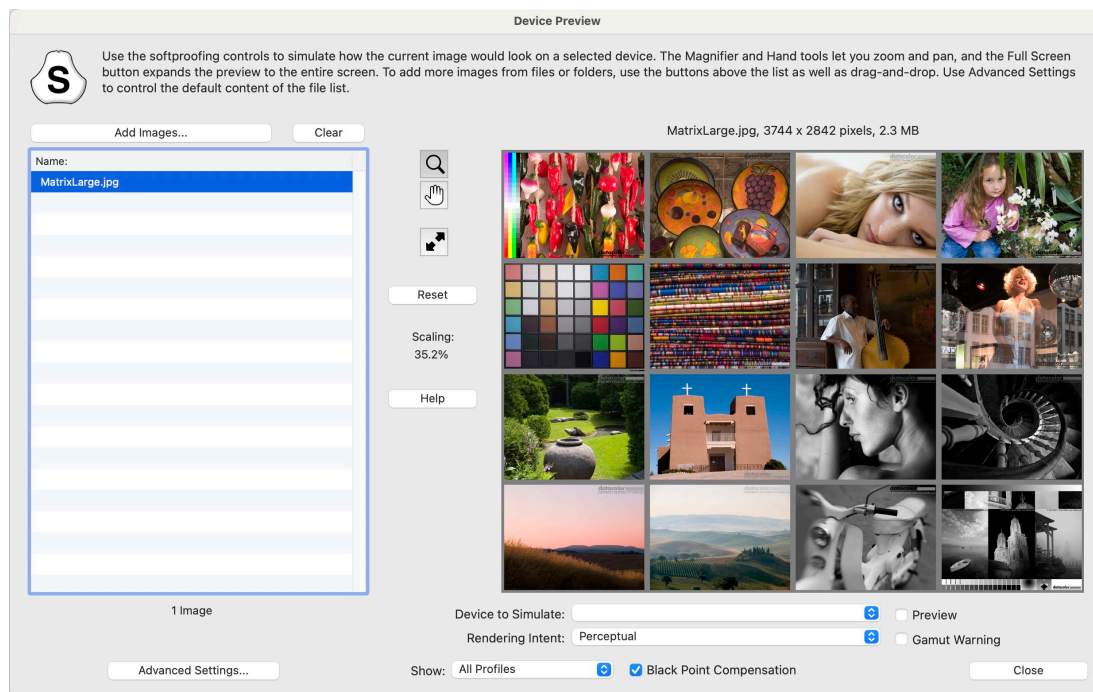 Device Preview
S
Use the softproofing controls to simulate how the current image would look on a selected device. The Magnifier and Hand tools let you zoom and pan, and the Full Screen
button expands the preview to the entire screen. To add more images from files or folders, use the buttons above the list as well as drag-and-drop. Use Advanced Settings
to control the default content of the file list.
Add Images...
Clear
MatrixLarge.jpg, 3744 x 2842 pixels, 2.3 MB
Name:
MatrixLarge.jpg
Reset
Scaling:
35.2%
Help
1 Image
Device to Simulate:
Preview
Rendering Intent: Perceptual
Gamut Warning
Advanced Settings...
Show: All Profiles
Black Point Compensation
Close